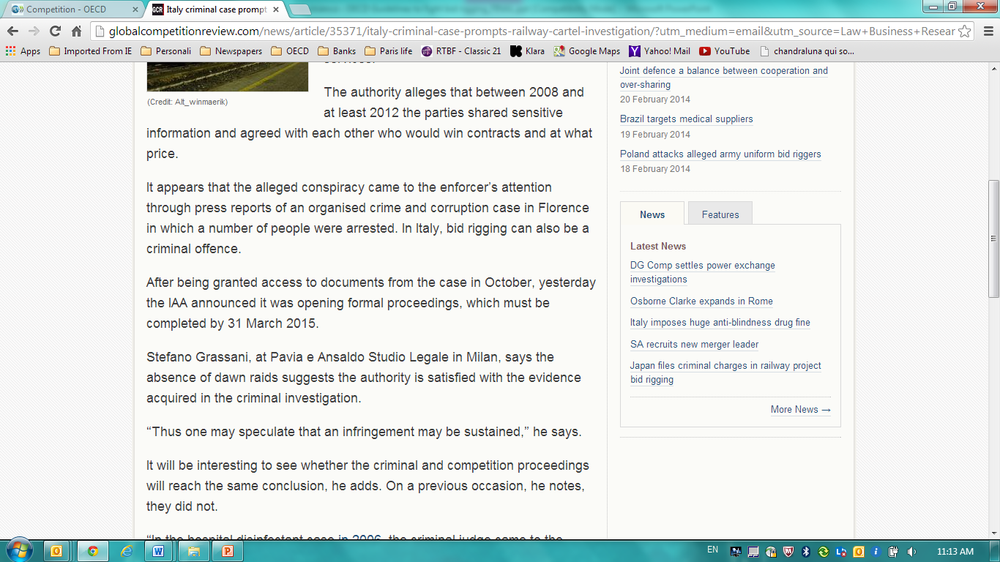 Competition - OECD
GCR Italy criminal case prompt
globalcompetitionreview.com/news/article/35371/italy-criminal-case-prompts-railway-cartel-investigation/?utm_medium=email&utm_source=Law+Business+Resear
Apps Imported From IE Personali Newspapers OECD Banks Paris life RTBF - Classic 21 Klara Google Maps Yahoo! Mail YouTube chandraluna qui so...
(Credit: Alt_winmaerik)
The authority alleges that between 2008 and
at least 2012 the parties shared sensitive
information and agreed with each other who would win contracts and at what
price.
It appears that the alleged conspiracy came to the enforcer’s attention
through press reports of an organised crime and corruption case in Florence
in which a number of people were arrested. In Italy, bid rigging can also be a
criminal offence.
After being granted access to documents from the case in October, yesterday
the IAA announced it was opening formal proceedings, which must be
completed by 31 March 2015.
Stefano Grassani, at Pavia e Ansaldo Studio Legale in Milan, says the
absence of dawn raids suggests the authority is satisfied with the evidence
acquired in the criminal investigation.
“Thus one may speculate that an infringement may be sustained,” he says.
It will be interesting to see whether the criminal and competition proceedings
will reach the same conclusion, he adds. On a previous occasion, he notes,
they did not.
“In the hospital disinfectant case in 2006, the criminal judge came to the
Joint defence a balance between cooperation and
over-sharing
20 February 2014
Brazil targets medical suppliers
19 February 2014
Poland attacks alleged army uniform bid riggers
18 February 2014
News Features
Latest News
DG Comp settles power exchange
investigations
Osborne Clarke expands in Rome
Italy imposes huge anti-blindness drug fine
SA recruits new merger leader
Japan files criminal charges in railway project
bid rigging
More News →
EN
11:13 AM